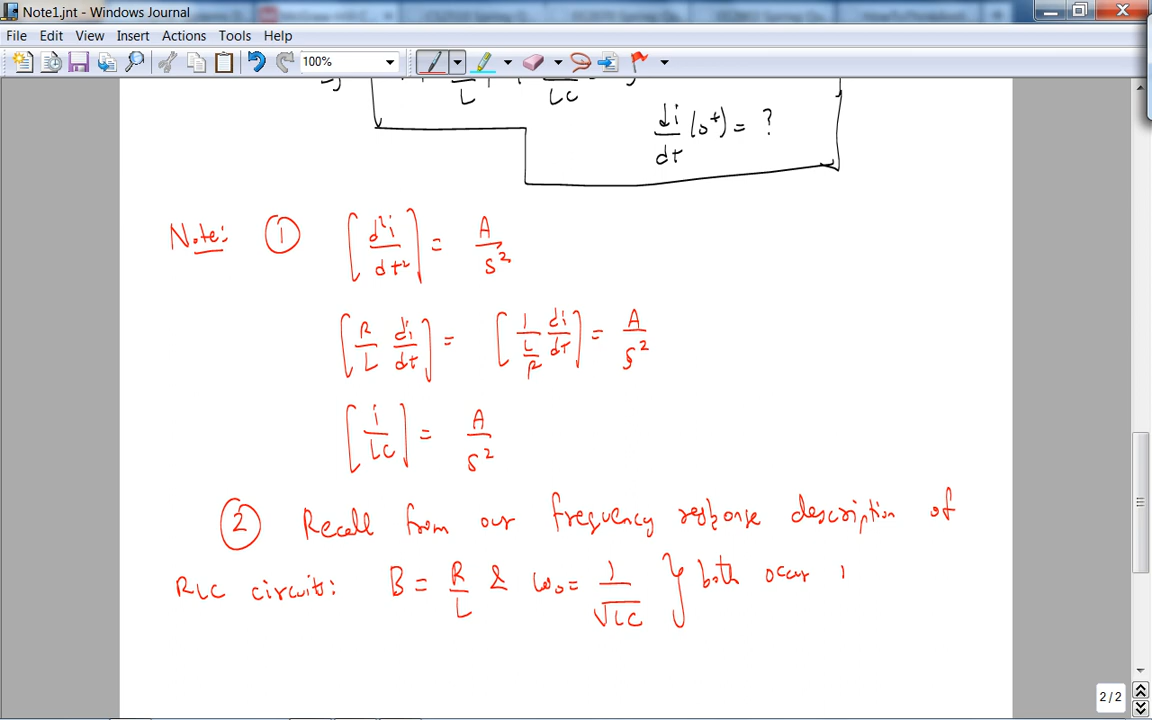 Note1.jnt - Windows Journal
File Edit View Insert Actions Tools Help
100%
L LC
di/dt (0+) = ?
Note: ① [d²i/dt²] = A/s²
[R/L di/dt] = [1/(L/R) di/dt] = A/s²
[i/LC] = A/s²
② Recall from our frequency response description of
RLC circuits: B = R/L & ω₀ = 1/√LC } both occur
2/2